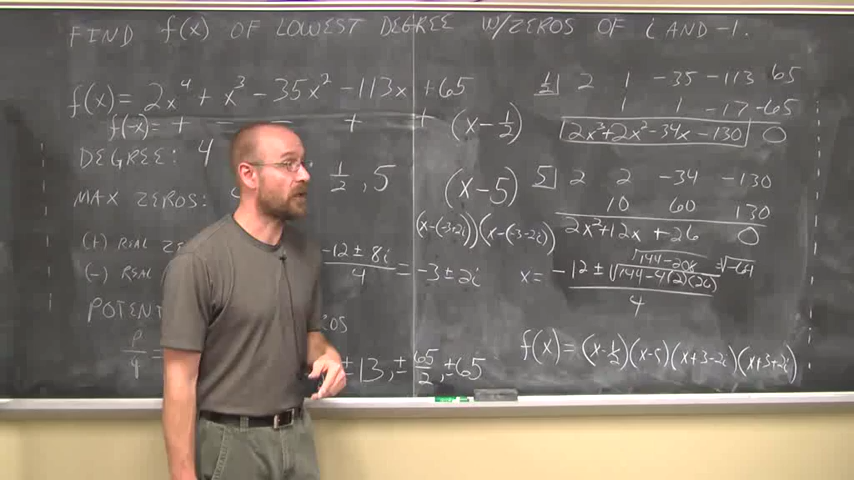 FIND f(x) OF LOWEST DEGREE W/ZEROS OF i AND -1.
f(x) = 2x⁴ + x³ - 35x² - 113x + 65
f(-x) = + - - + +
DEGREE: 4
1/2, 5
MAX ZEROS:
(+) REAL
(-) REAL
-12 ± 8i / 4 = -3 ± 2i
± 13, ± 65/2, ± 65
(x - 1/2)
1/2| 2 1 -35 -113 65
1 1 -17 -65
2x³+2x²-34x-130 0
(x - 5)
5| 2 2 -34 -130
10 60 130
2x²+12x +26 0
(x-(-3+2i))(x-(-3-2i))
√144-208 = √-64
x = -12 ± √144-4(2)(26) / 4
f(x) = (x-1/2)(x-5)(x+3-2i)(x+3+2i)